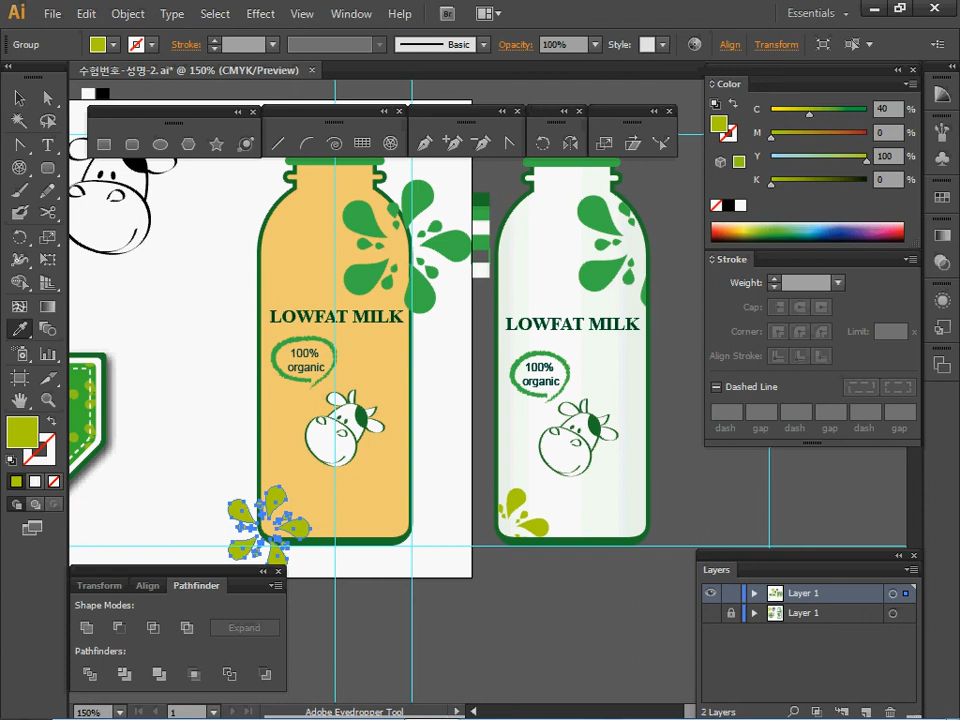 Ai File Edit Object Type Select Effect View Window Help Br Essentials
Group Stroke: Basic Opacity: 100% Style: Align Transform
수험번호-성명-2.ai* @ 150% (CMYK/Preview)
Color
C 40 %
M 0 %
Y 100 %
K 0 %
Stroke
Weight:
Cap:
Corner: Limit: x
Align Stroke:
Dashed Line
dash gap dash gap dash gap
LOWFAT MILK
100%
organic
LOWFAT MILK
100%
organic
Transform Align Pathfinder
Shape Modes:
Expand
Pathfinders:
Layers
Layer 1
Layer 1
2 Layers
150% 1 Adobe Eyedropper Tool